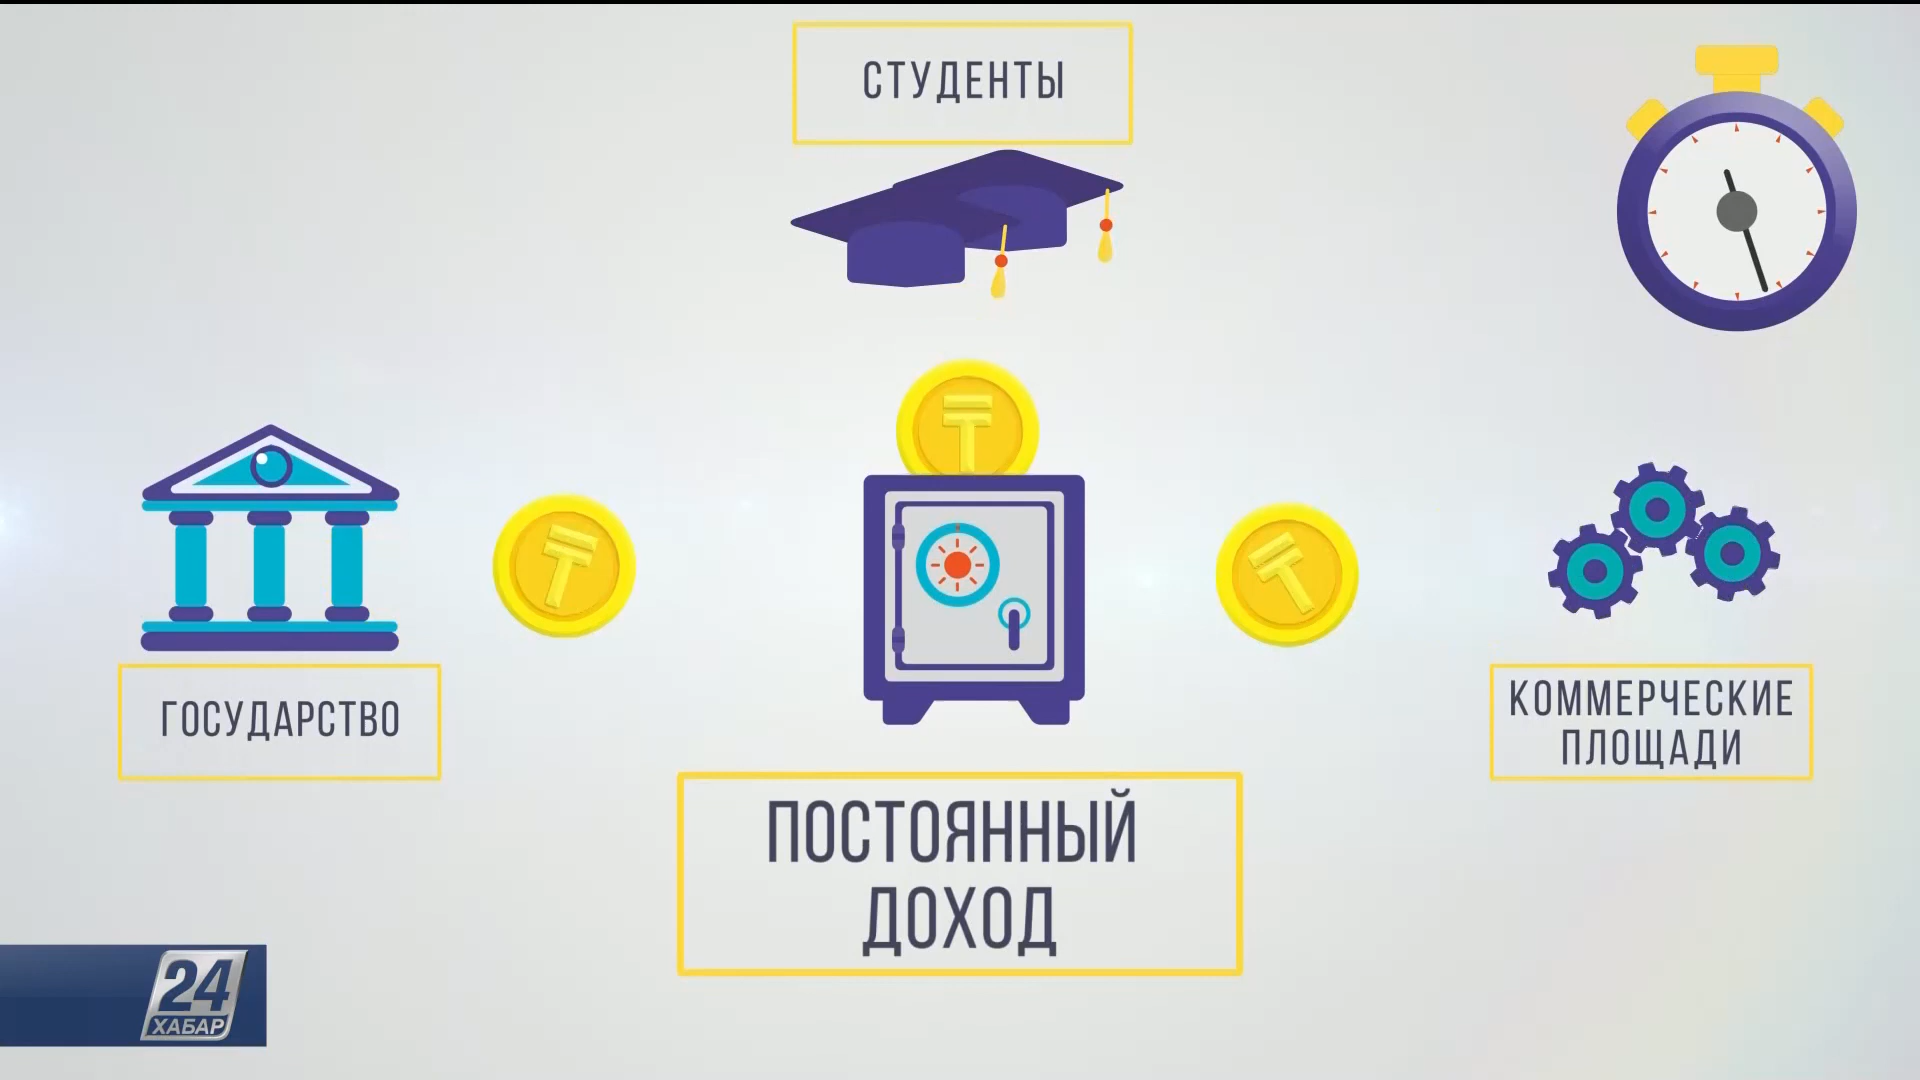 СТУДЕНТЫ
ГОСУДАРСТВО
КОММЕРЧЕСКИЕ
ПЛОЩАДИ
ПОСТОЯННЫЙ
ДОХОД
24
ХАБАР